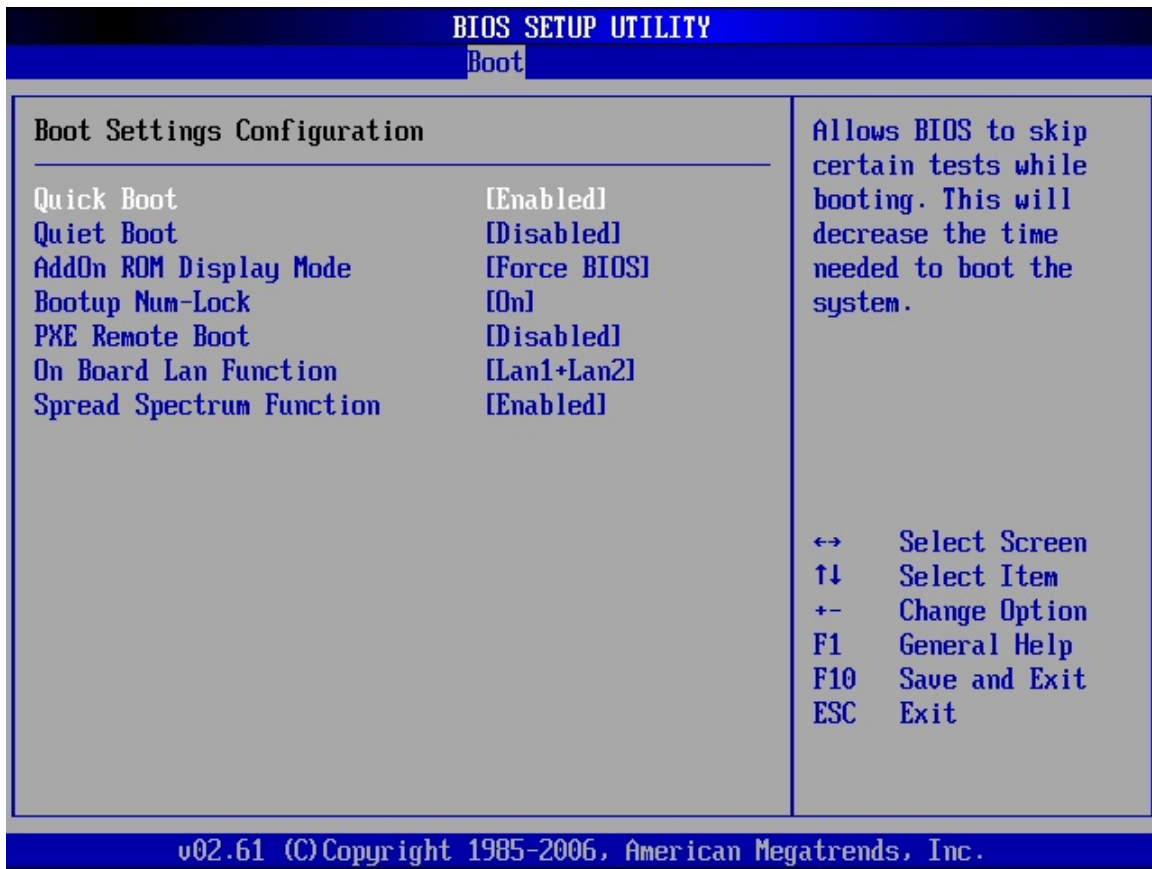 BIOS SETUP UTILITY
Boot
Boot Settings Configuration
Quick Boot [Enabled]
Quiet Boot [Disabled]
AddOn ROM Display Mode [Force BIOS]
Bootup Num-Lock [On]
PXE Remote Boot [Disabled]
On Board Lan Function [Lan1+Lan2]
Spread Spectrum Function [Enabled]
Allows BIOS to skip
certain tests while
booting. This will
decrease the time
needed to boot the
system.
←→ Select Screen
↑↓ Select Item
+- Change Option
F1 General Help
F10 Save and Exit
ESC Exit
v02.61 (C)Copyright 1985-2006, American Megatrends, Inc.